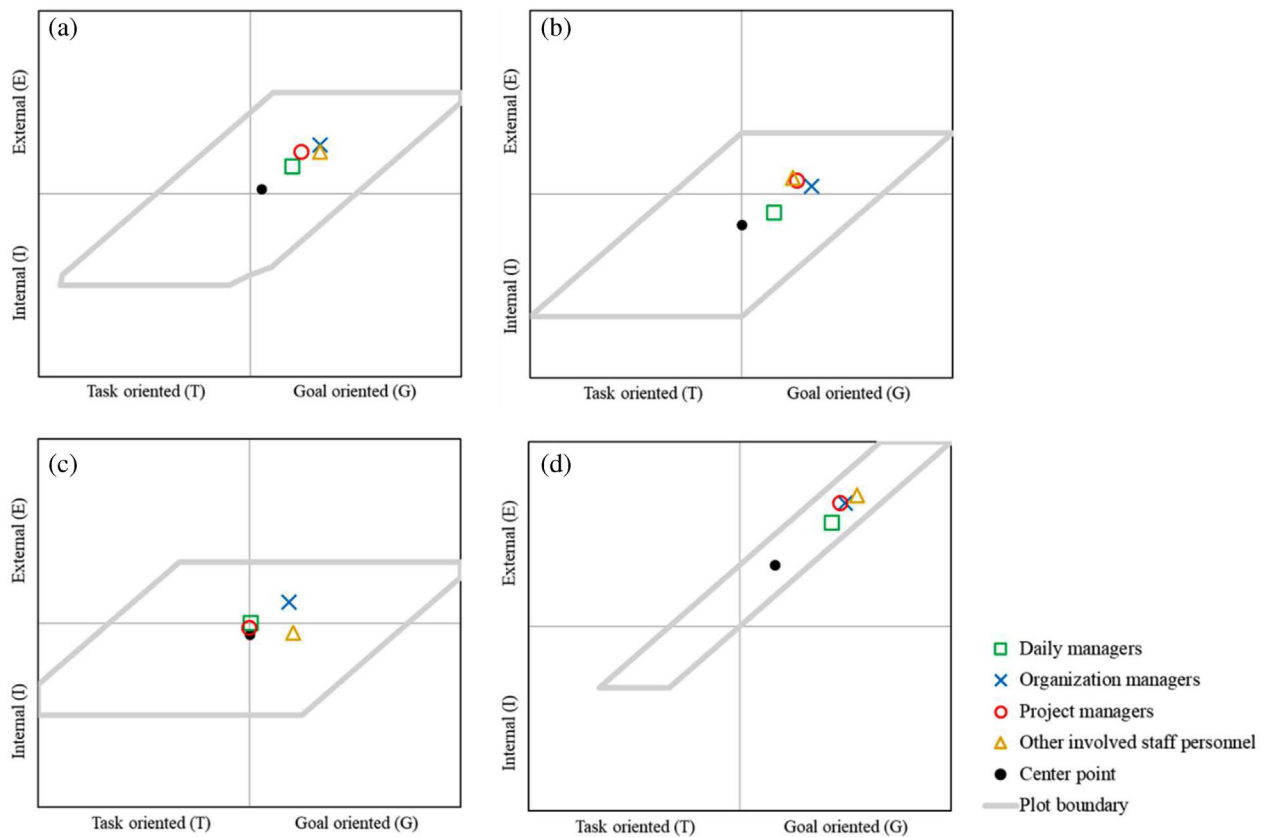 (a)
External (E)
Internal (I)
Task oriented (T)
Goal oriented (G)
(b)
External (E)
Internal (I)
Task oriented (T)
Goal oriented (G)
(c)
External (E)
Internal (I)
Task oriented (T)
Goal oriented (G)
(d)
External (E)
Internal (I)
Task oriented (T)
Goal oriented (G)
Daily managers
Organization managers
Project managers
Other involved staff personnel
Center point
Plot boundary